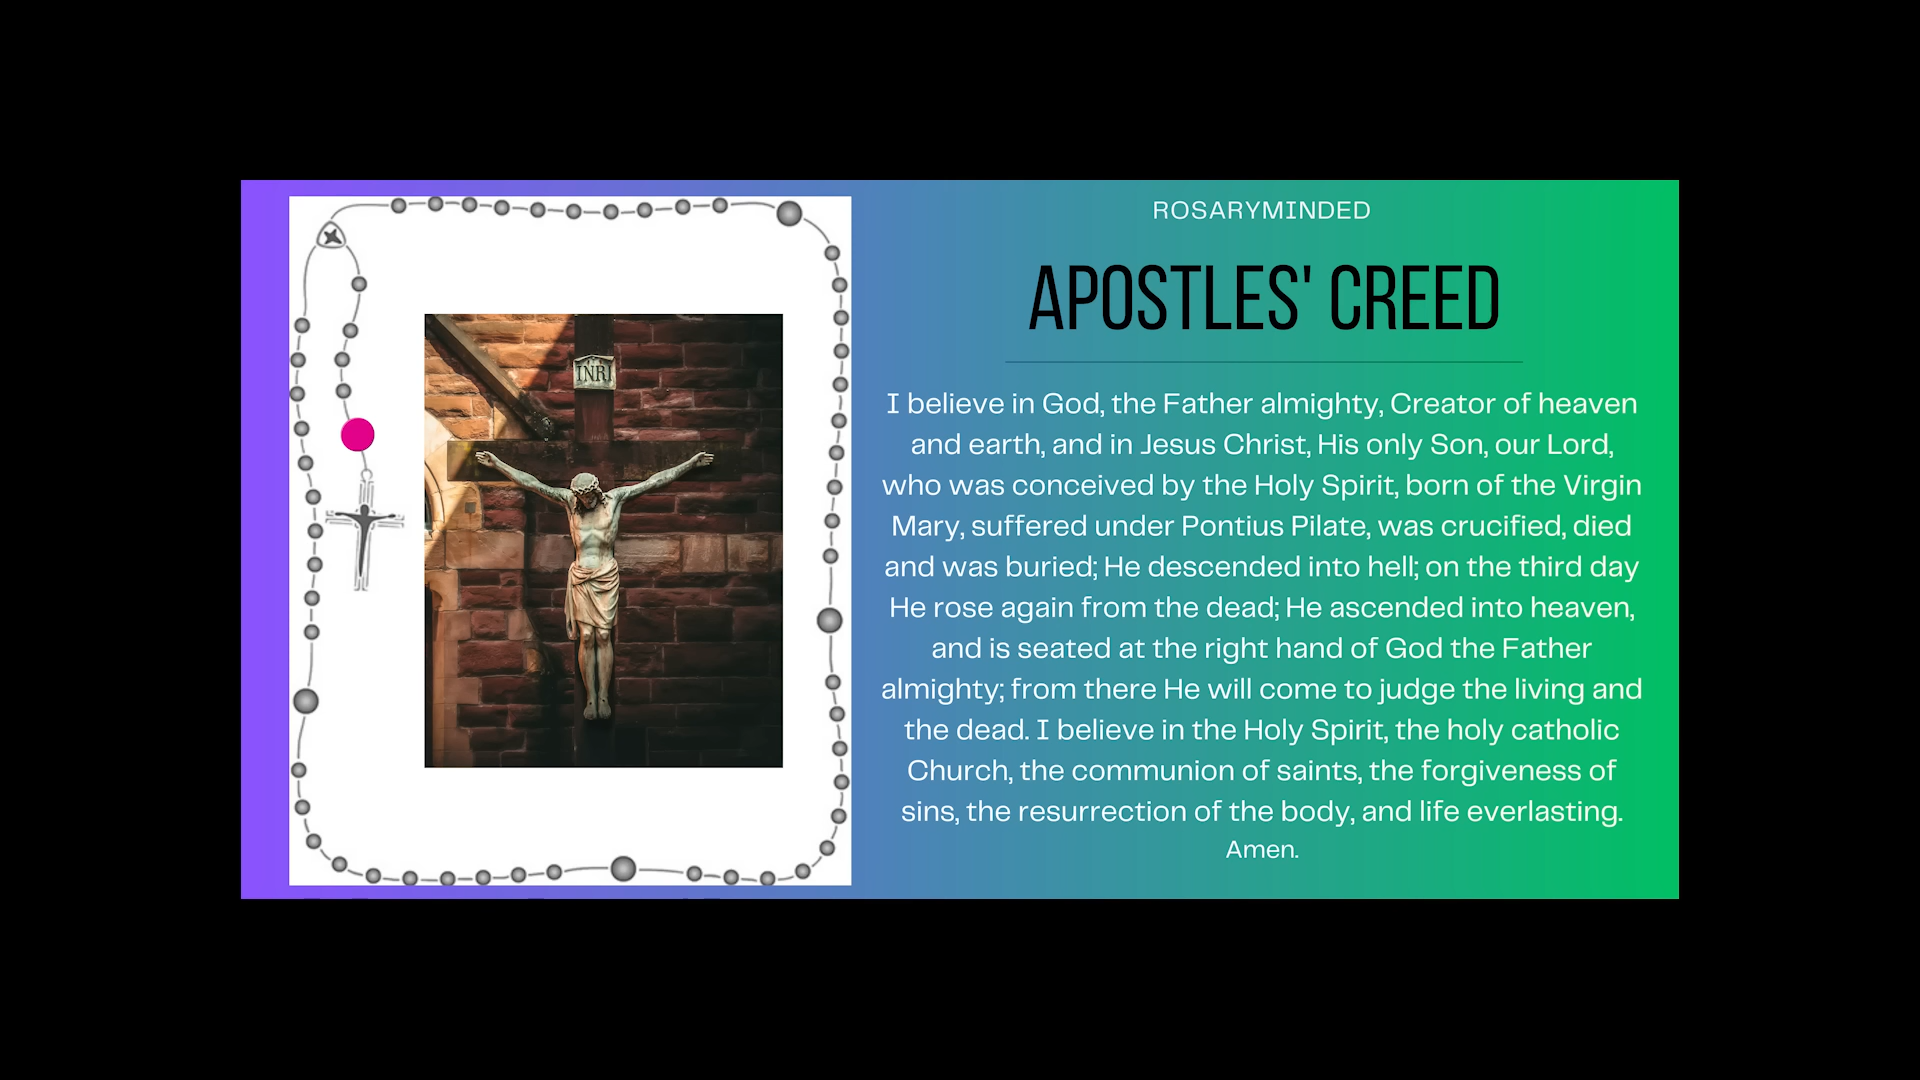 ROSARYMINDED
APOSTLES' CREED
INRI
I believe in God, the Father almighty, Creator of heaven
and earth, and in Jesus Christ, His only Son, our Lord,
who was conceived by the Holy Spirit, born of the Virgin
Mary, suffered under Pontius Pilate, was crucified, died
and was buried; He descended into hell; on the third day
He rose again from the dead; He ascended into heaven,
and is seated at the right hand of God the Father
almighty; from there He will come to judge the living and
the dead. I believe in the Holy Spirit, the holy catholic
Church, the communion of saints, the forgiveness of
sins, the resurrection of the body, and life everlasting.
Amen.